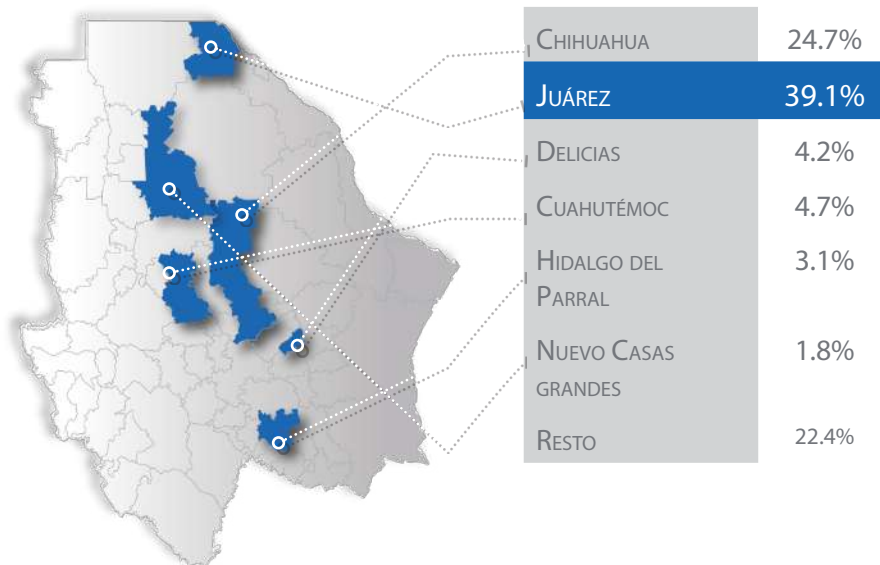 Chihuahua 24.7%
Juárez 39.1%
Delicias 4.2%
Cuahutémoc 4.7%
Hidalgo del 3.1%
Parral
Nuevo Casas 1.8%
grandes
Resto 22.4%